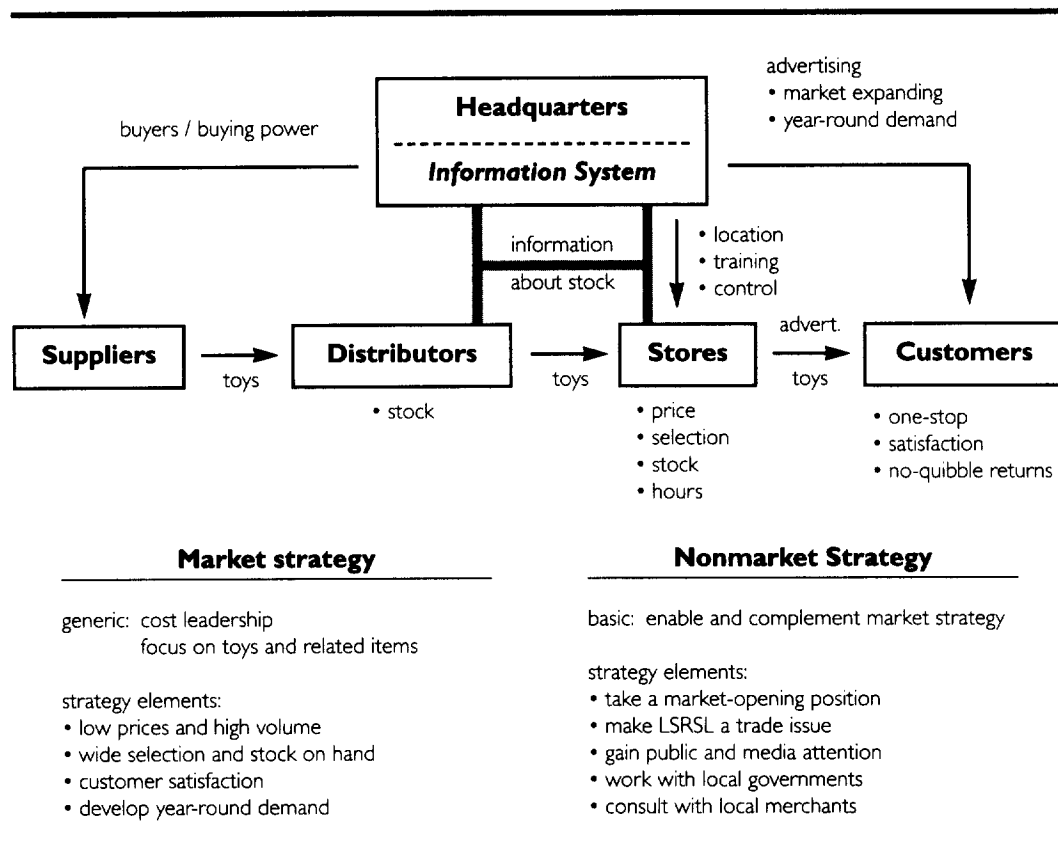 advertising
• market expanding
• year-round demand
buyers / buying power
Headquarters
Information System
information
about stock
• location
• training
• control
Suppliers
toys
Distributors
• stock
toys
Stores
• price
• selection
• stock
• hours
advert.
toys
Customers
• one-stop
• satisfaction
• no-quibble returns
Market strategy
generic: cost leadership
focus on toys and related items
strategy elements:
• low prices and high volume
• wide selection and stock on hand
• customer satisfaction
• develop year-round demand
Nonmarket Strategy
basic: enable and complement market strategy
strategy elements:
• take a market-opening position
• make LSRSL a trade issue
• gain public and media attention
• work with local governments
• consult with local merchants